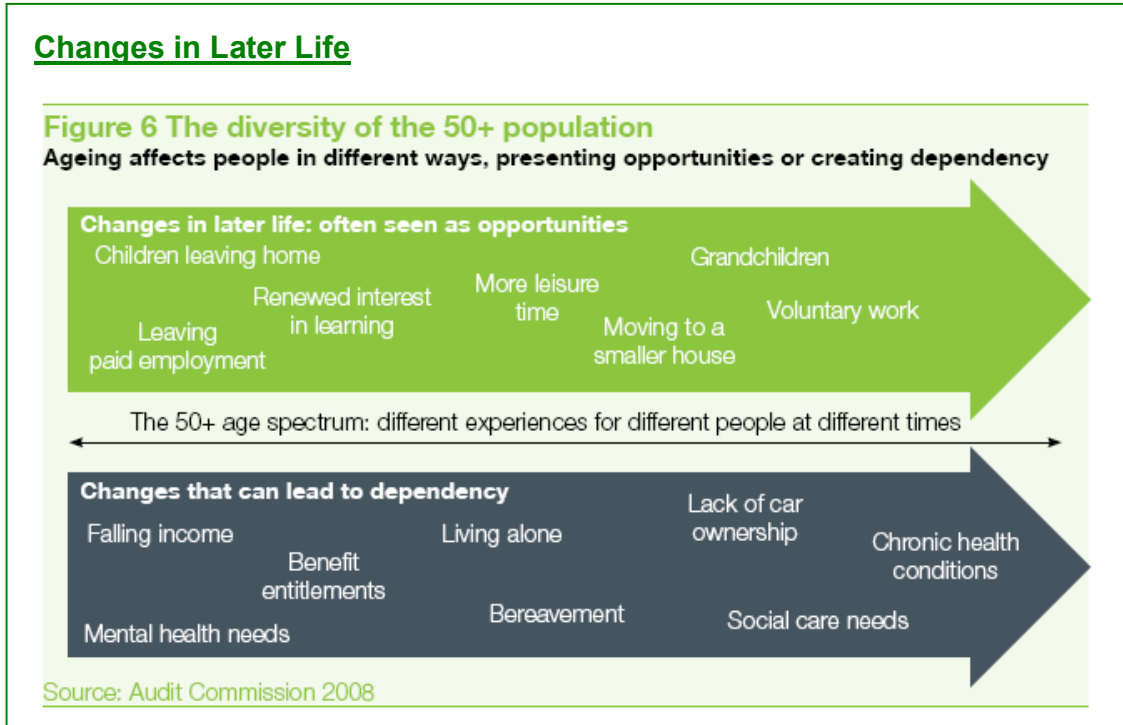 Changes in Later Life
Figure 6 The diversity of the 50+ population
Ageing affects people in different ways, presenting opportunities or creating dependency
Changes in later life: often seen as opportunities
Children leaving home
Grandchildren
Renewed interest
in learning
More leisure
time
Voluntary work
Leaving
paid employment
Moving to a
smaller house
The 50+ age spectrum: different experiences for different people at different times
Changes that can lead to dependency
Falling income
Living alone
Lack of car
ownership
Chronic health
conditions
Benefit
entitlements
Bereavement
Social care needs
Mental health needs
Source: Audit Commission 2008